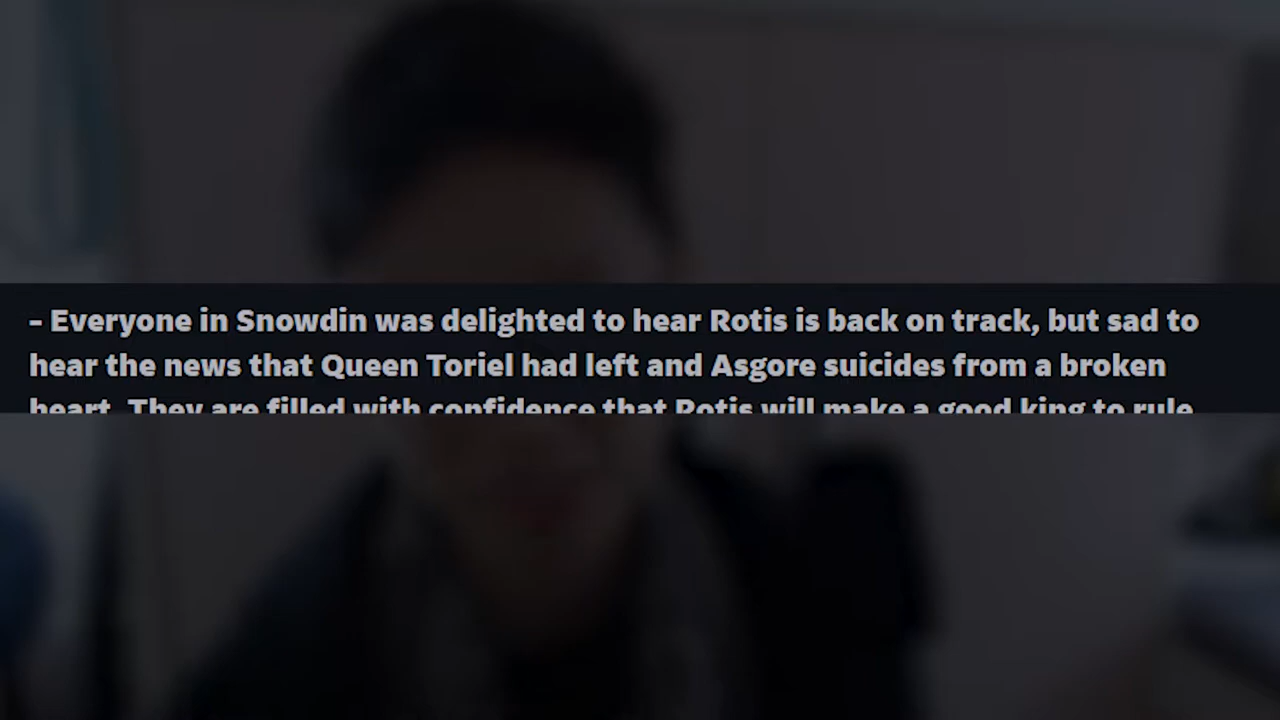 - Everyone in Snowdin was delighted to hear Rotis is back on track, but sad to
hear the news that Queen Toriel had left and Asgore suicides from a broken
heart. They are filled with confidence that Rotis will make a good king to rule